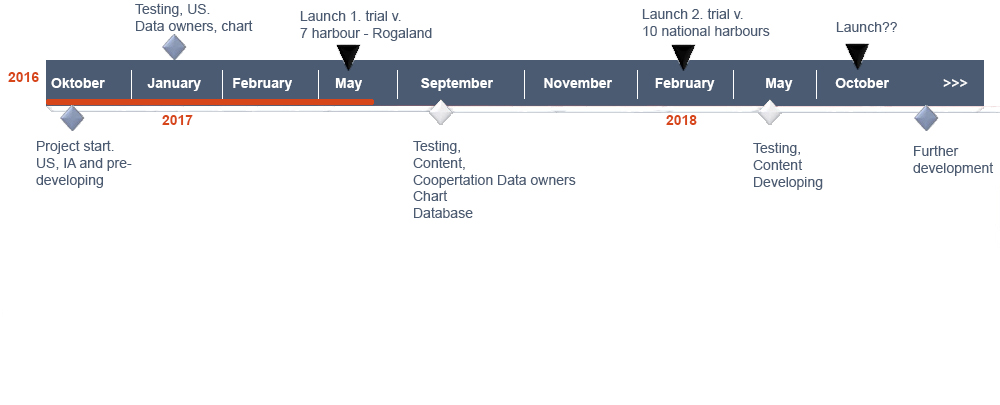 Testing, US.
Data owners, chart
Launch 1. trial v.
7 harbour - Rogaland
Launch 2. trial v.
10 national harbours
Launch??
2016
Oktober
January
February
May
September
November
February
May
October
>>>
2017
2018
Project start.
US, IA and pre-
developing
Testing,
Content,
Coopertation Data owners
Chart
Database
Testing,
Content
Developing
Further
development